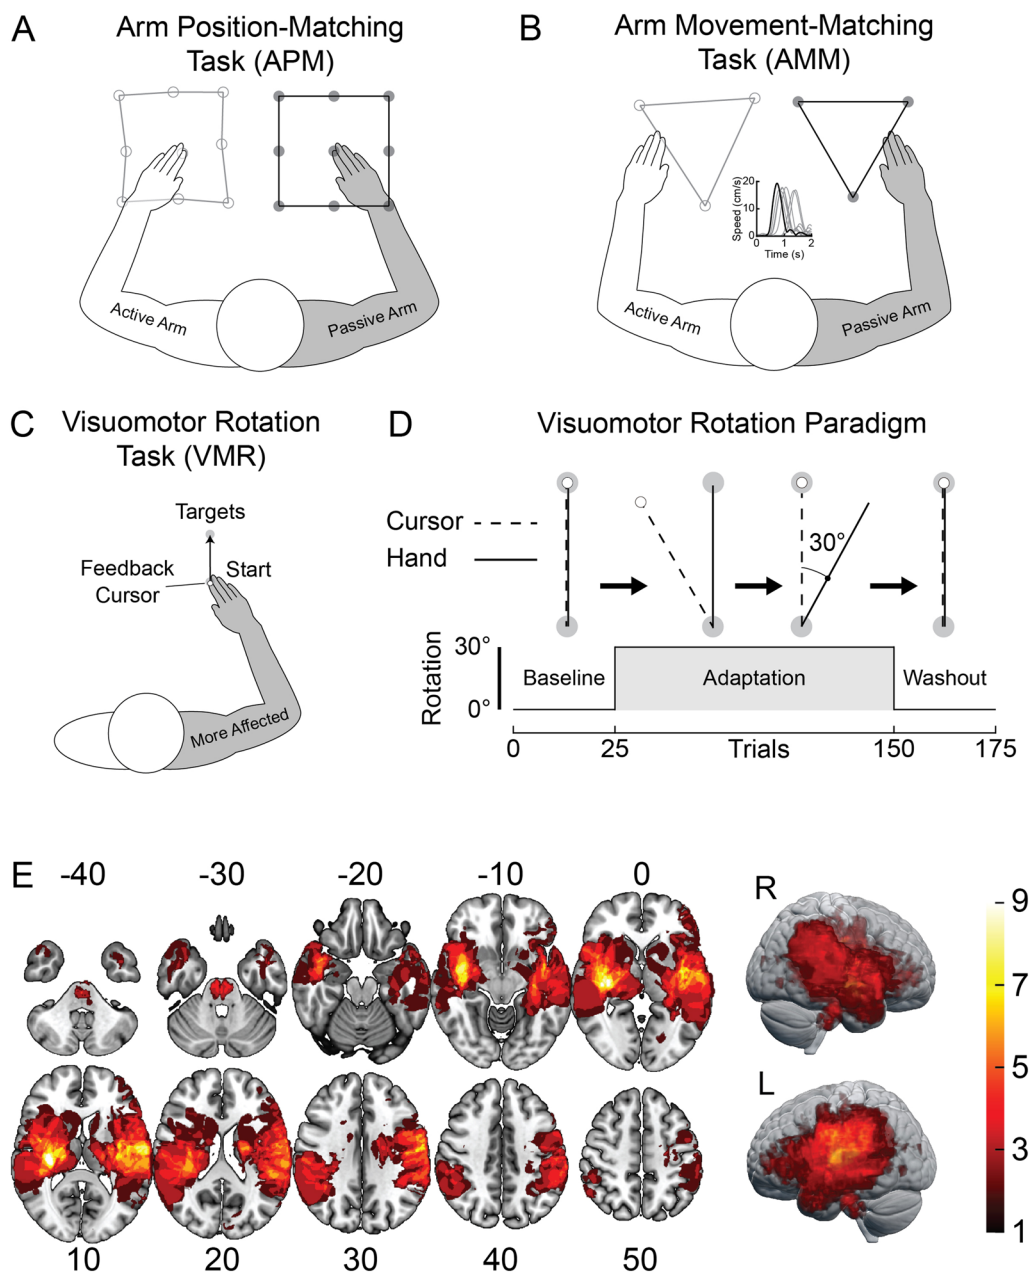 A
Arm Position-Matching
Task (APM)
Active Arm
Passive Arm
B
Arm Movement-Matching
Task (AMM)
Speed (cm/s)
20
10
0
0 1 2
Time (s)
Active Arm
Passive Arm
C
Visuomotor Rotation
Task (VMR)
Targets
Feedback
Cursor
Start
More Affected
D
Visuomotor Rotation Paradigm
Cursor
Hand
30°
Rotation
30°
0°
Baseline
Adaptation
Washout
0 25 Trials 150 175
E
-40 -30 -20 -10 0
10 20 30 40 50
R
L
9
7
5
3
1